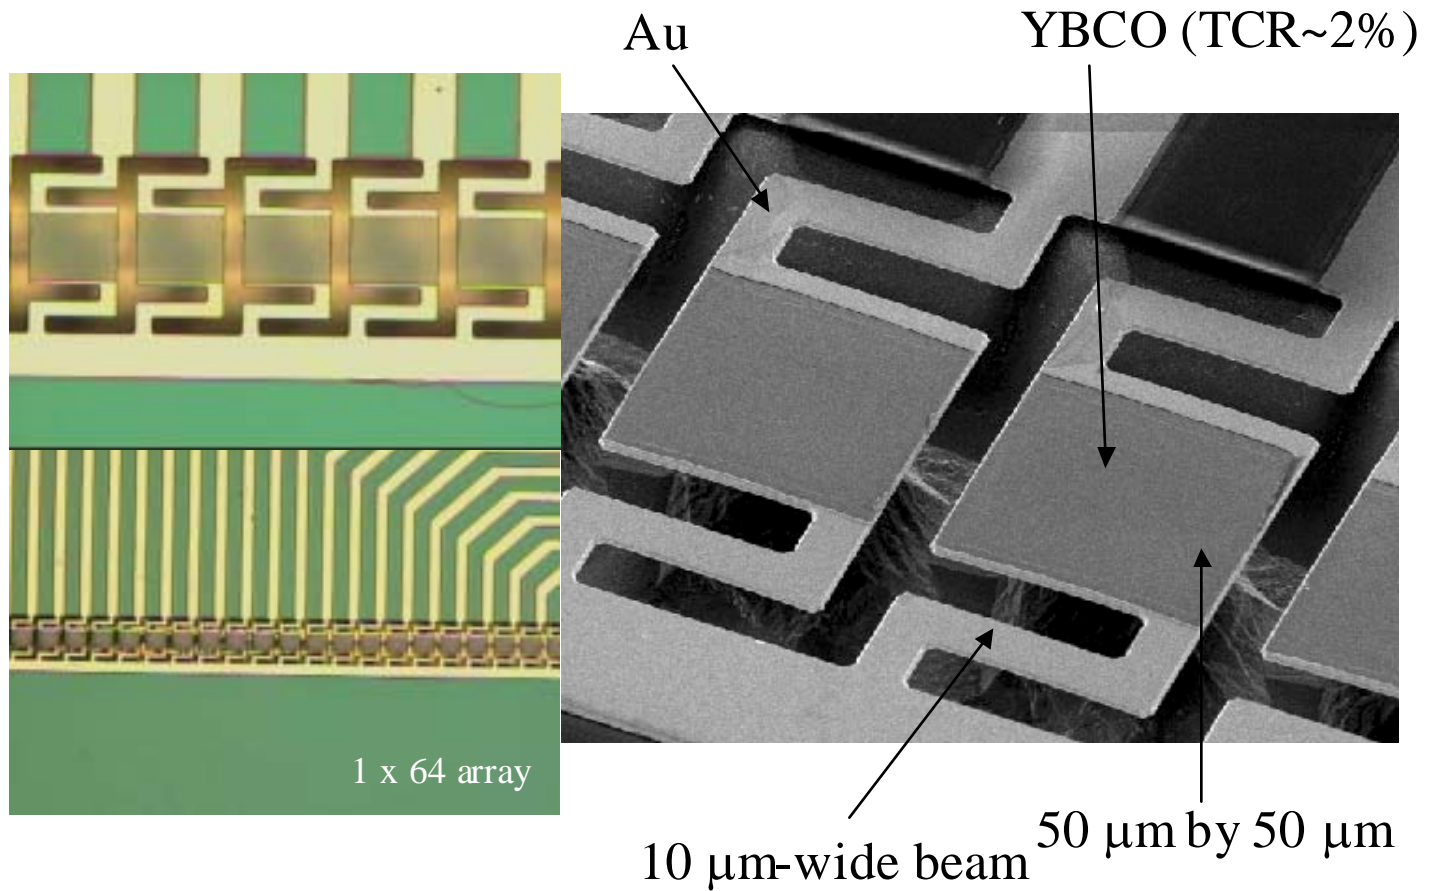 Au
YBCO (TCR~2%)
1 x 64 array
10 μm-wide beam
50 μm by 50 μm